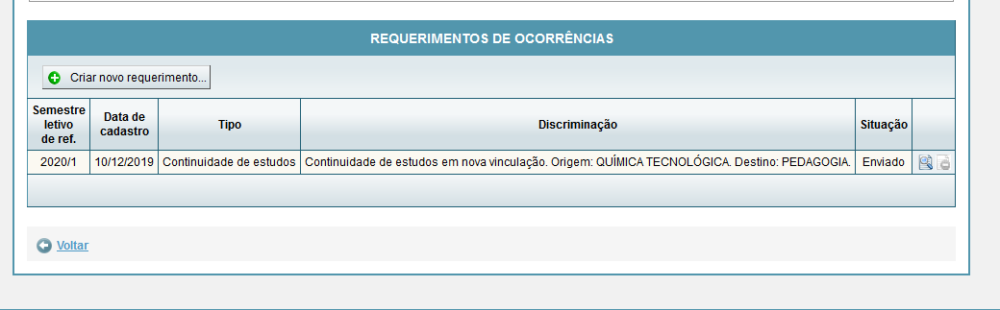 REQUERIMENTOS DE OCORRÊNCIAS
Criar novo requerimento...
Semestre
letivo
de ref.
Data de
cadastro
Tipo
Discriminação
Situação
2020/1
10/12/2019
Continuidade de estudos
Continuidade de estudos em nova vinculação. Origem: QUÍMICA TECNOLÓGICA. Destino: PEDAGOGIA.
Enviado
Voltar